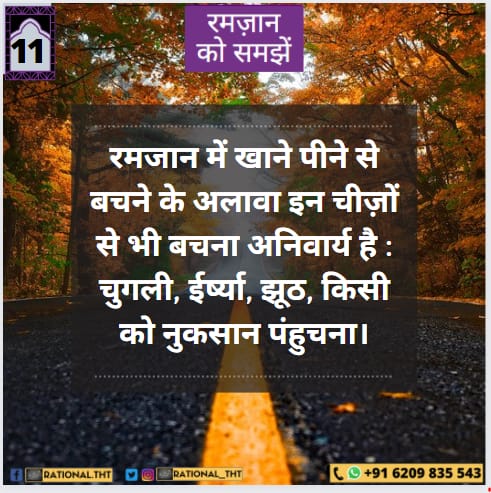 11
रमज़ान
को समझें
रमजान में खाने पीने से
बचने के अलावा इन चीज़ों
से भी बचना अनिवार्य है :
चुगली, ईर्ष्या, झूठ, किसी
को नुकसान पंहुचना।
RATIONAL.THT RATIONAL_THT +91 6209 835 543